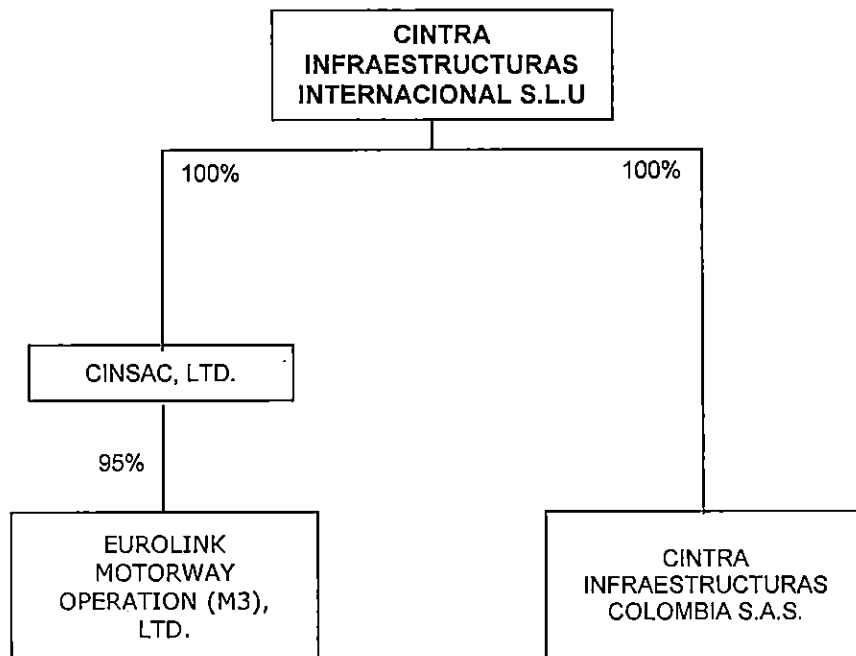 CINTRA
INFRAESTRUCTURAS
INTERNACIONAL S.L.U
100%
100%
CINSAC, LTD.
95%
EUROLINK
MOTORWAY
OPERATION (M3),
LTD.
CINTRA
INFRAESTRUCTURAS
COLOMBIA S.A.S.